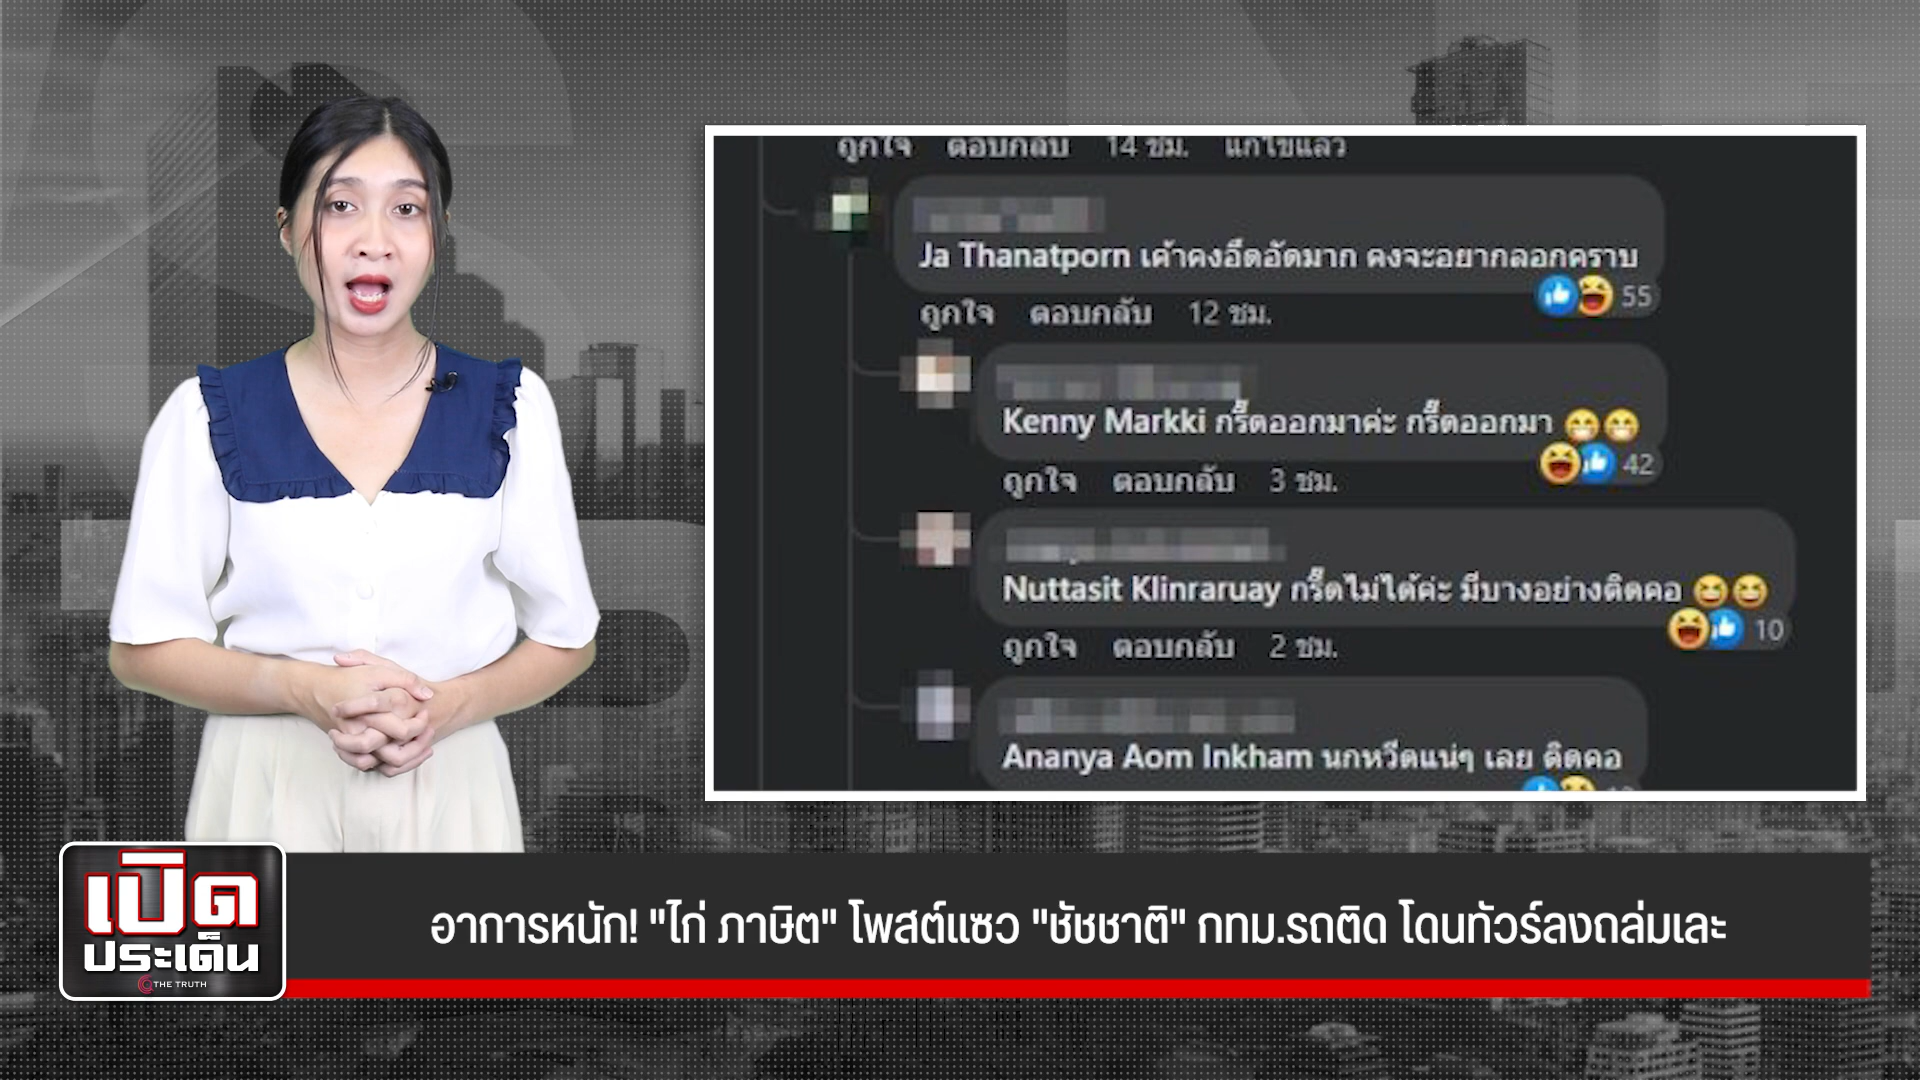 ถูกใจ ตอบกลับ 14 ชม. แก้ไขแล้ว
Ja Thanatporn เค้าคงอึดอัดมาก คงจะอยากลอกคราบ
55
ถูกใจ ตอบกลับ 12 ชม.
Kenny Markki กรี๊ดออกมาค่ะ กรี๊ดออกมา 😁😁
42
ถูกใจ ตอบกลับ 3 ชม.
Nuttasit Klinraruay กรี๊ดไม่ได้ค่ะ มีบางอย่างติดคอ 😆😆
10
ถูกใจ ตอบกลับ 2 ชม.
Ananya Aom Inkham นกหวีดแน่ๆ เลย ติดคอ
เปิด
ประเด็น
THE TRUTH
อาการหนัก! "ไก่ ภาษิต" โพสต์แซว "ชัชชาติ" กทม.รถติด โดนทัวร์ลงถล่มเละ